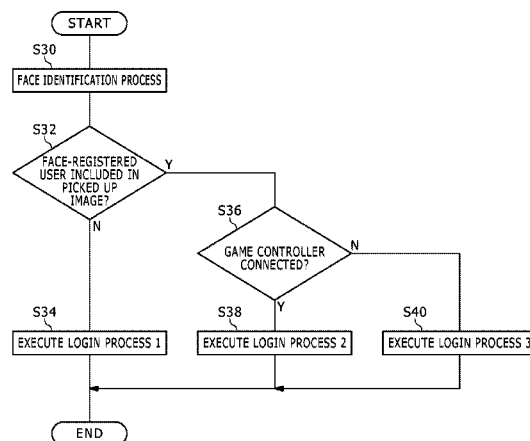 START
S30
FACE IDENTIFICATION PROCESS
S32
FACE-REGISTERED
USER INCLUDED IN
PICKED UP
IMAGE?
Y
N
S36
GAME CONTROLLER
CONNECTED?
N
Y
S34
EXECUTE LOGIN PROCESS 1
S38
EXECUTE LOGIN PROCESS 2
S40
EXECUTE LOGIN PROCESS 3
END